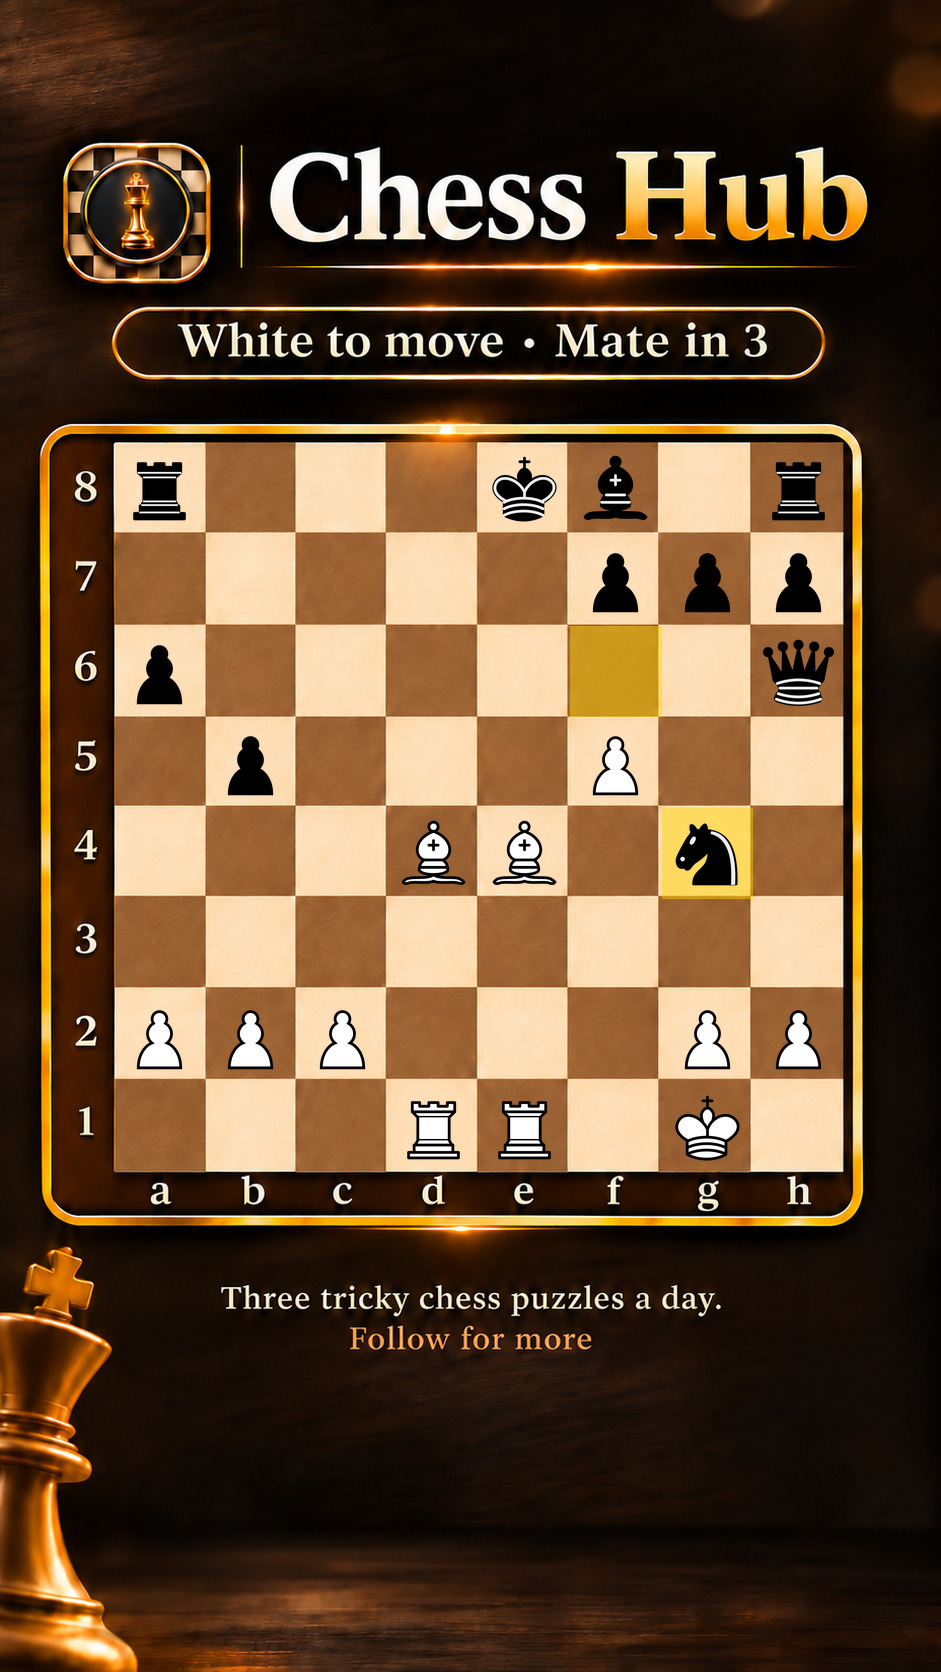 Chess Hub
White to move • Mate in 3
8
7
6
5
4
3
2
1
a b c d e f g h
Three tricky chess puzzles a day.
Follow for more